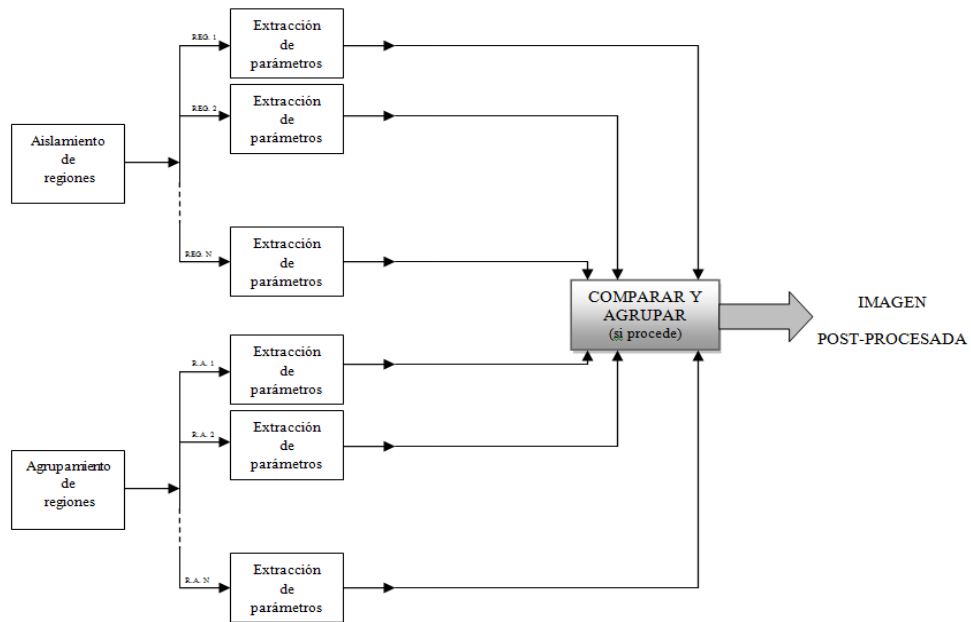 REG. 1
Extracción
de
parámetros
REG. 2
Extracción
de
parámetros
Aislamiento
de
regiones
REG. N
Extracción
de
parámetros
COMPARAR Y
AGRUPAR
(si procede)
IMAGEN
POST-PROCESADA
R.A. 1
Extracción
de
parámetros
R.A. 2
Extracción
de
parámetros
Agrupamiento
de
regiones
R.A. N
Extracción
de
parámetros